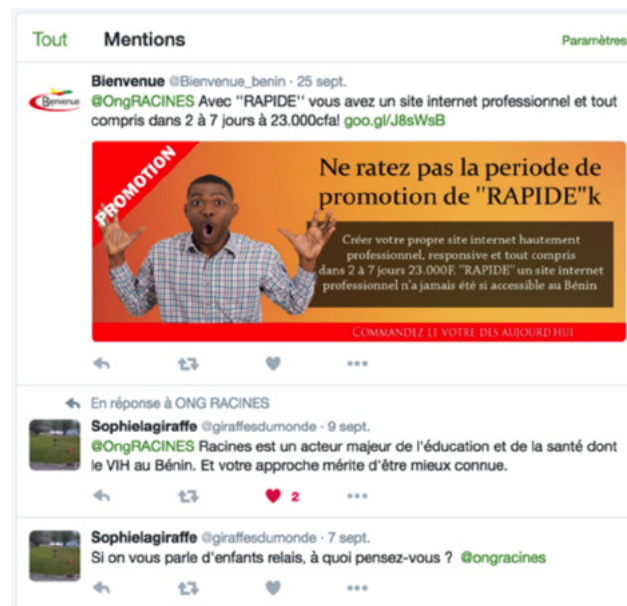 Tout Mentions Paramètres
Bienvenue @Bienvenue_benin · 25 sept.
Bienvenue
@OngRACINES Avec "RAPIDE" vous avez un site internet professionnel et tout
compris dans 2 à 7 jours à 23.000cfa! goo.gl/J8sWsB
PROMOTION
Ne ratez pas la periode de
promotion de "RAPIDE"k
Créer votre propre site internet hautement
professionnel, responsive et tout compris
dans 2 à 7 jours 23.000F. "RAPIDE" un site internet
professionnel n'a jamais été si accessible au Bénin
COMMANDEZ LE VOTRE DES AUJOURD HUI
En réponse à ONG RACINES
Sophielagiraffe @giraffesdumonde · 9 sept.
@OngRACINES Racines est un acteur majeur de l'éducation et de la santé dont
le VIH au Bénin. Et votre approche mérite d'être mieux connue.
2
Sophielagiraffe @giraffesdumonde · 7 sept.
Si on vous parle d'enfants relais, à quoi pensez-vous ? @ongracines